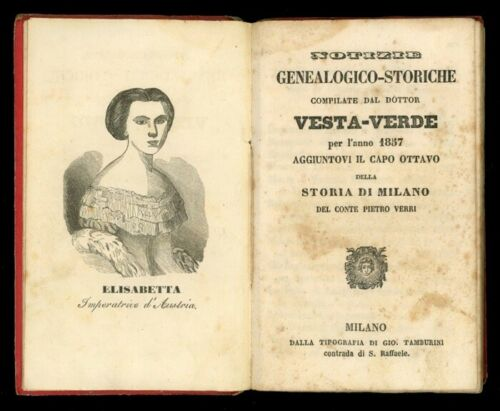 ELISABETTA
Imperatrice d'Austria.
NOTIZIE
GENEALOGICO-STORICHE
COMPILATE DAL DOTTOR
VESTA-VERDE
per l'anno 1857
AGGIUNTOVI IL CAPO OTTAVO
DELLA
STORIA DI MILANO
DEL CONTE PIETRO VERRI
MILANO
DALLA TIPOGRAFIA DI GIO. TAMBURINI
contrada di S. Raffaele.